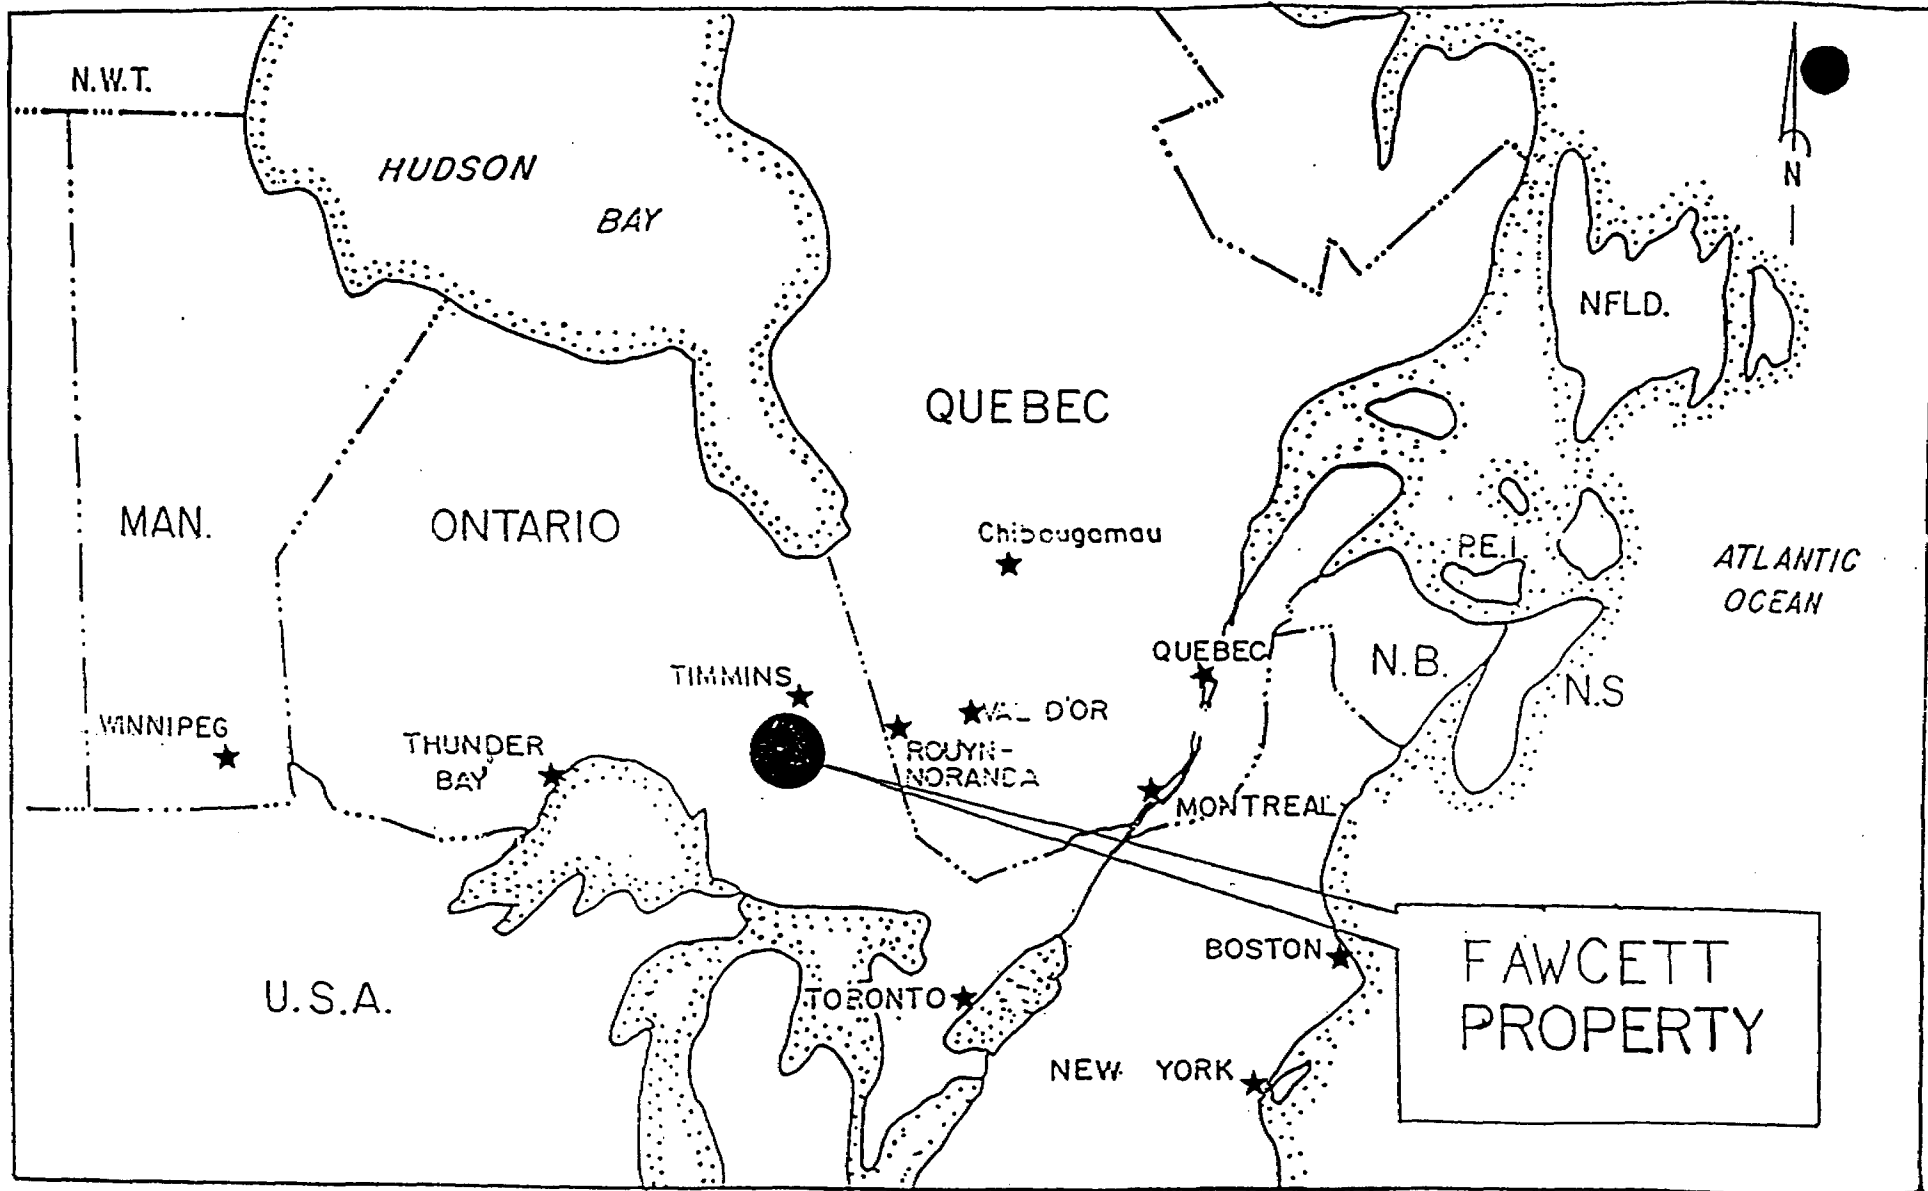 N.W.T.
HUDSON
BAY
N
NFLD.
QUEBEC
MAN.
ONTARIO
Chibougamau
P.E.I.
ATLANTIC
OCEAN
QUEBEC
N.B.
N.S
TIMMINS
VAL D'OR
WINNIPEG
THUNDER
BAY
ROUYN-
NORANDA
MONTREAL
BOSTON
FAWCETT
PROPERTY
U.S.A.
TORONTO
NEW YORK